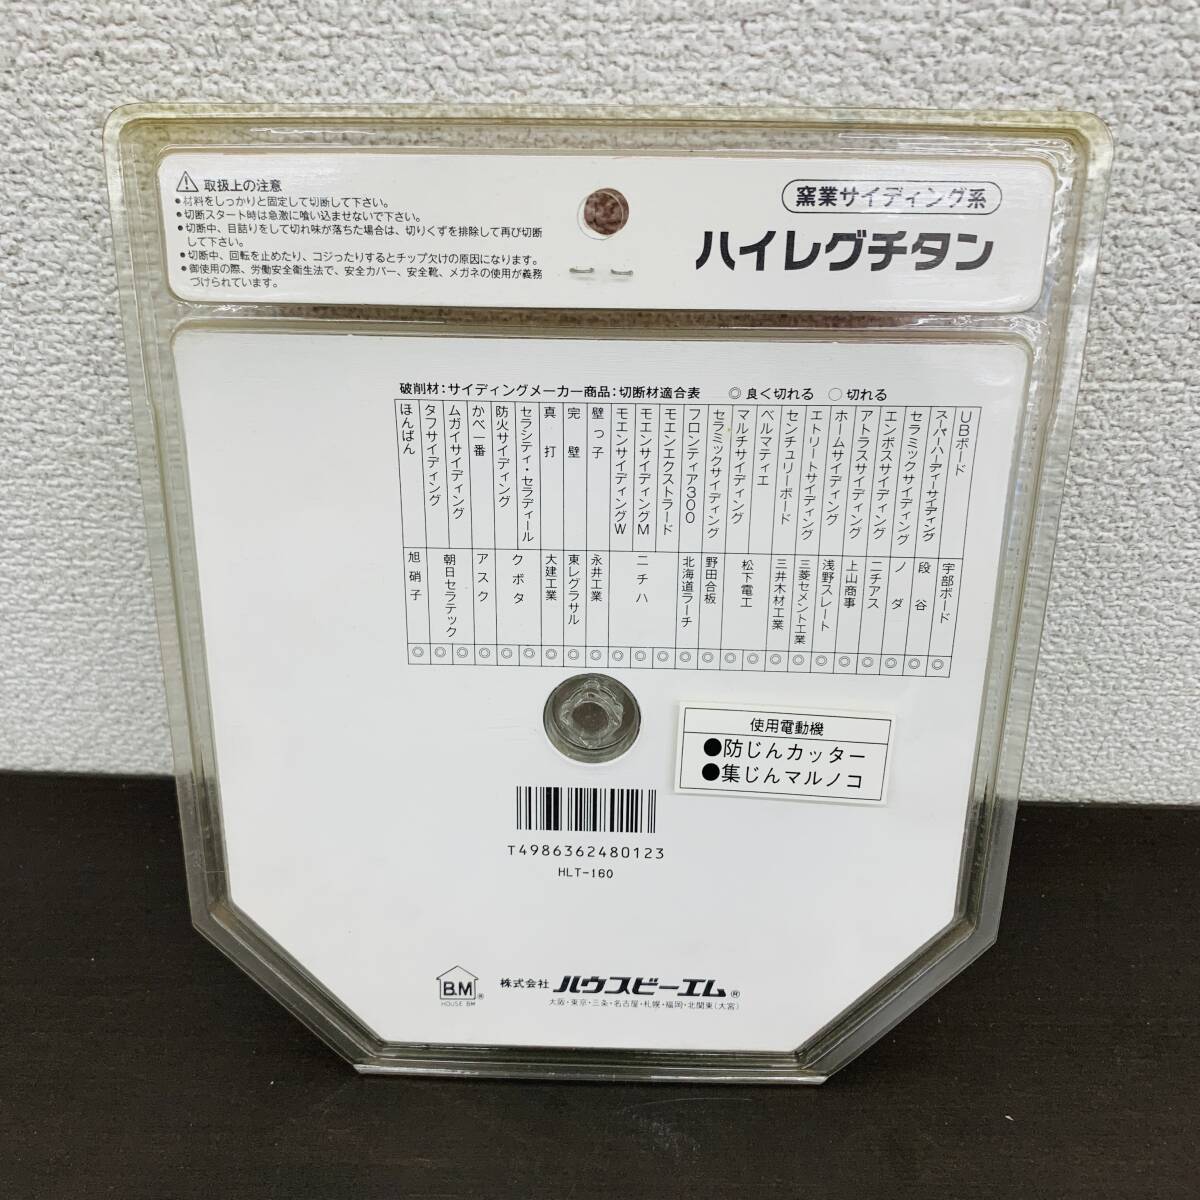 ⚠ 取扱上の注意
●材料をしっかりと固定して切断して下さい。
●切断スタート時は急激に喰い込ませないで下さい。
●切断中、目詰りをして切れ味が落ちた場合は、切りくずを排除して再び切断
して下さい。
●切断中、回転を止めたり、コジったりするとチップ欠けの原因になります。
●御使用の際、労働安全衛生法で、安全カバー、安全靴、メガネの使用が義務
づけられています。
窯業サイディング系
ハイレグチタン
破削材：サイディングメーカー商品：切断材適合表 ◎良く切れる ○切れる
UBボード
スーパーハーディーサイディング
セラミックサイディング
エンボスサイディング
アトラスサイディング
ホームサイディング
エトリートサイディング
センチュリーボード
ベルマティエ
マルチサイディング
セラミックサイディング
フロンティア300
モエンエクストラード
モエンサイディングM
モエンサイディングW
壁っ子
完壁
真打
セラシティ・セラディール
防火サイディング
かべ一番
ムガイサイディング
タフサイディング
ほんばん
宇部ボード
段谷
ノダ
ニチアス
上山商事
浅野スレート
三菱セメント工業
三井木材工業
松下電工
野田合板
北海道ラーチ
ニチハ
永井工業
東レグラサル
大建工業
クボタ
アスク
朝日セラテック
旭硝子
◎ ◎ ◎ ◎ ◎ ◎ ◎ ◎ ◎ ◎ ◎ ◎ ◎ ◎ ◎ ◎ ◎ ◎ ◎ ◎ ◎ ◎ ◎ ◎
使用電動機
●防じんカッター
●集じんマルノコ
T4986362480123
HLT-160
B.M®
HOUSE BM
株式会社 ハウスビーエム®
大阪・東京・三条・名古屋・札幌・福岡・北関東(大宮)